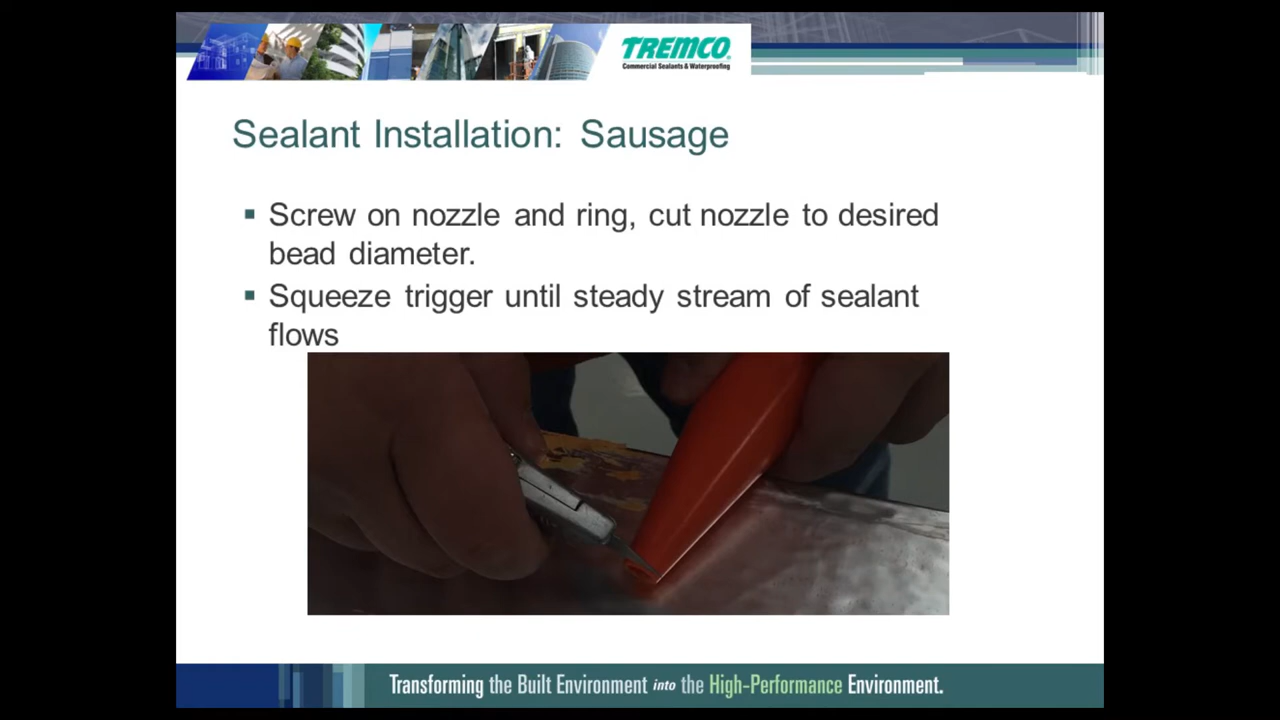 TREMCO
Commercial Sealants & Waterproofing
Sealant Installation: Sausage
Screw on nozzle and ring, cut nozzle to desired
bead diameter.
Squeeze trigger until steady stream of sealant
flows
Transforming the Built Environment into the High-Performance Environment.